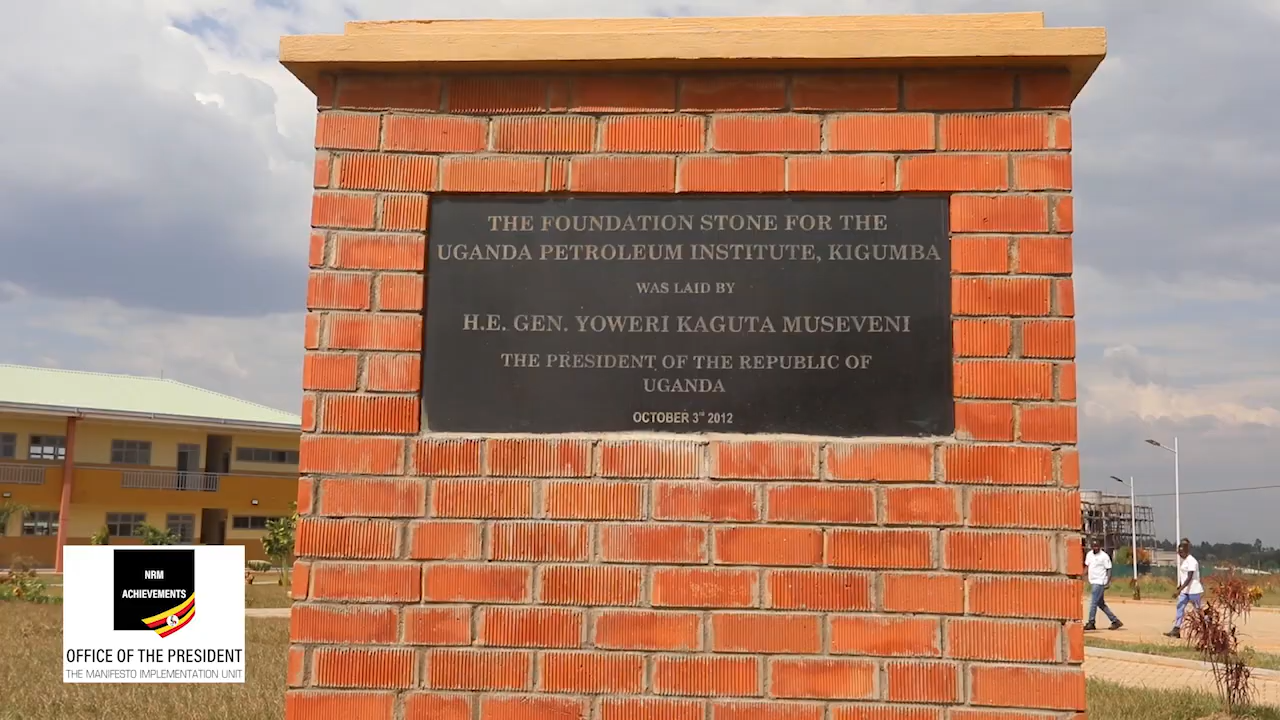 THE FOUNDATION STONE FOR THE
UGANDA PETROLEUM INSTITUTE, KIGUMBA
WAS LAID BY
H.E. GEN. YOWERI KAGUTA MUSEVENI
THE PRESIDENT OF THE REPUBLIC OF
UGANDA
OCTOBER 3rd 2012
NRM
ACHIEVEMENTS
OFFICE OF THE PRESIDENT
THE MANIFESTO IMPLEMENTATION UNIT